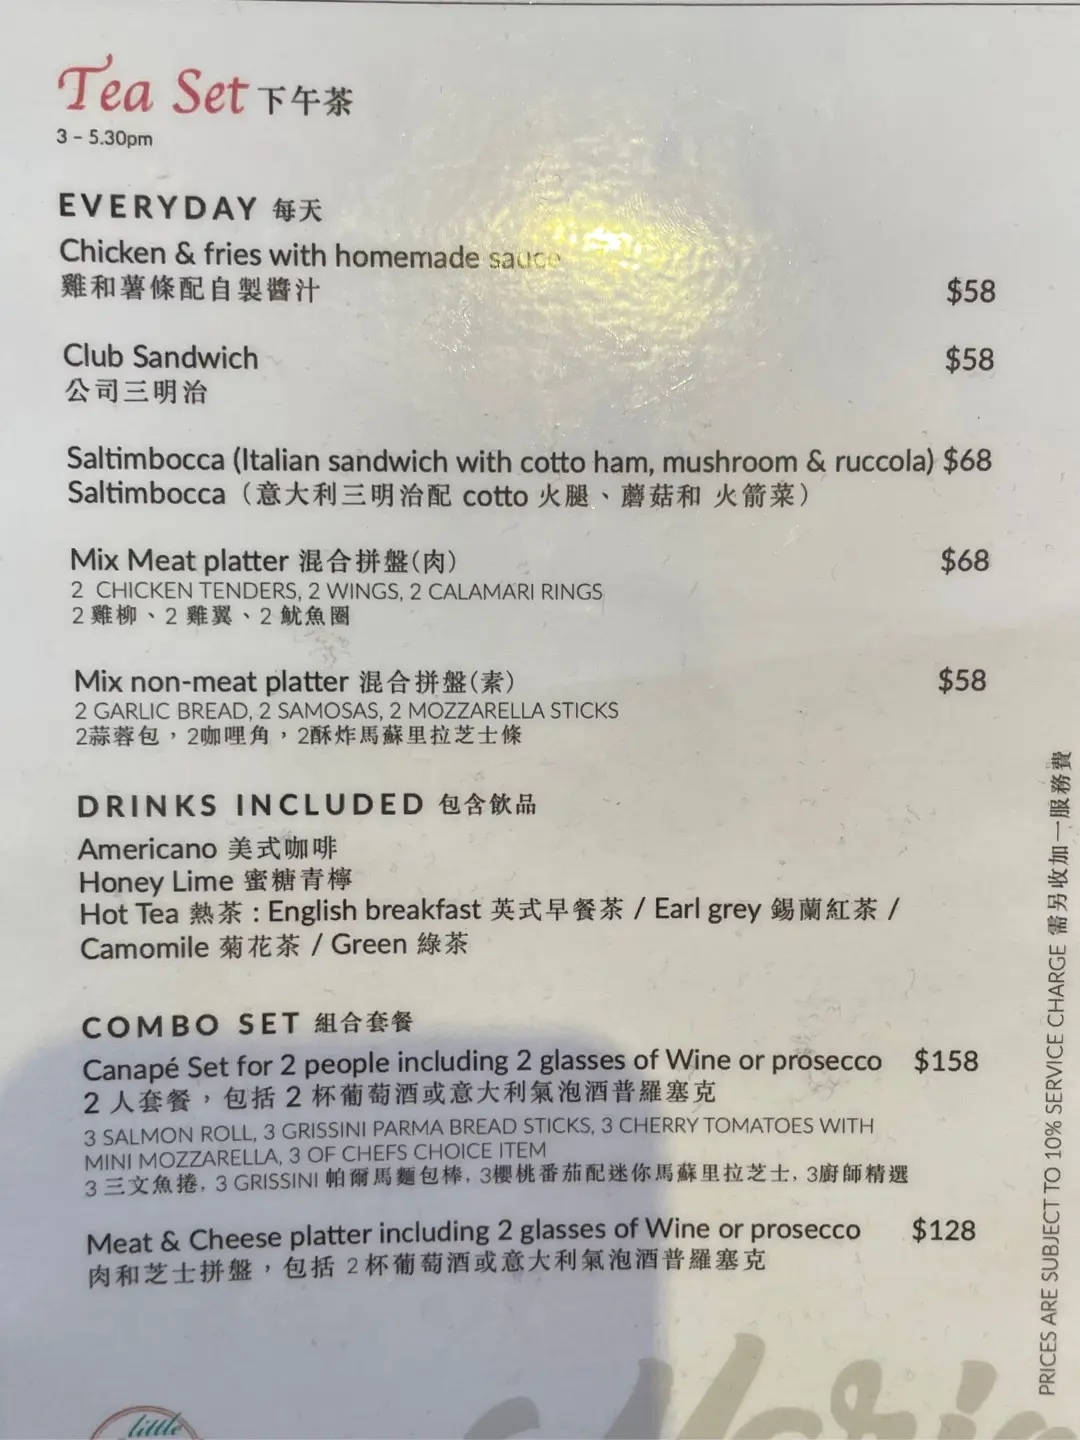 Tea Set 下午茶
3 - 5.30pm
EVERYDAY 每天
Chicken & fries with homemade sauce
雞和薯條配自製醬汁 $58
Club Sandwich $58
公司三明治
Saltimbocca (Italian sandwich with cotto ham, mushroom & ruccola) $68
Saltimbocca（意大利三明治配 cotto 火腿、蘑菇和 火箭菜）
Mix Meat platter 混合拼盤(肉) $68
2 CHICKEN TENDERS, 2 WINGS, 2 CALAMARI RINGS
2 雞柳、2 雞翼、2 魷魚圈
Mix non-meat platter 混合拼盤(素) $58
2 GARLIC BREAD, 2 SAMOSAS, 2 MOZZARELLA STICKS
2蒜蓉包，2咖哩角，2酥炸馬蘇里拉芝士條
DRINKS INCLUDED 包含飲品
Americano 美式咖啡
Honey Lime 蜜糖青檸
Hot Tea 熱茶 : English breakfast 英式早餐茶 / Earl grey 錫蘭紅茶 /
Camomile 菊花茶 / Green 綠茶
COMBO SET 組合套餐
Canapé Set for 2 people including 2 glasses of Wine or prosecco $158
2 人套餐，包括 2 杯葡萄酒或意大利氣泡酒普羅塞克
3 SALMON ROLL, 3 GRISSINI PARMA BREAD STICKS, 3 CHERRY TOMATOES WITH
MINI MOZZARELLA, 3 OF CHEFS CHOICE ITEM
3 三文魚捲, 3 GRISSINI 帕爾馬麵包棒, 3櫻桃番茄配迷你馬蘇里拉芝士, 3廚師精選
Meat & Cheese platter including 2 glasses of Wine or prosecco $128
肉和芝士拼盤，包括 2杯葡萄酒或意大利氣泡酒普羅塞克
PRICES ARE SUBJECT TO 10% SERVICE CHARGE 需另收加一服務費
little